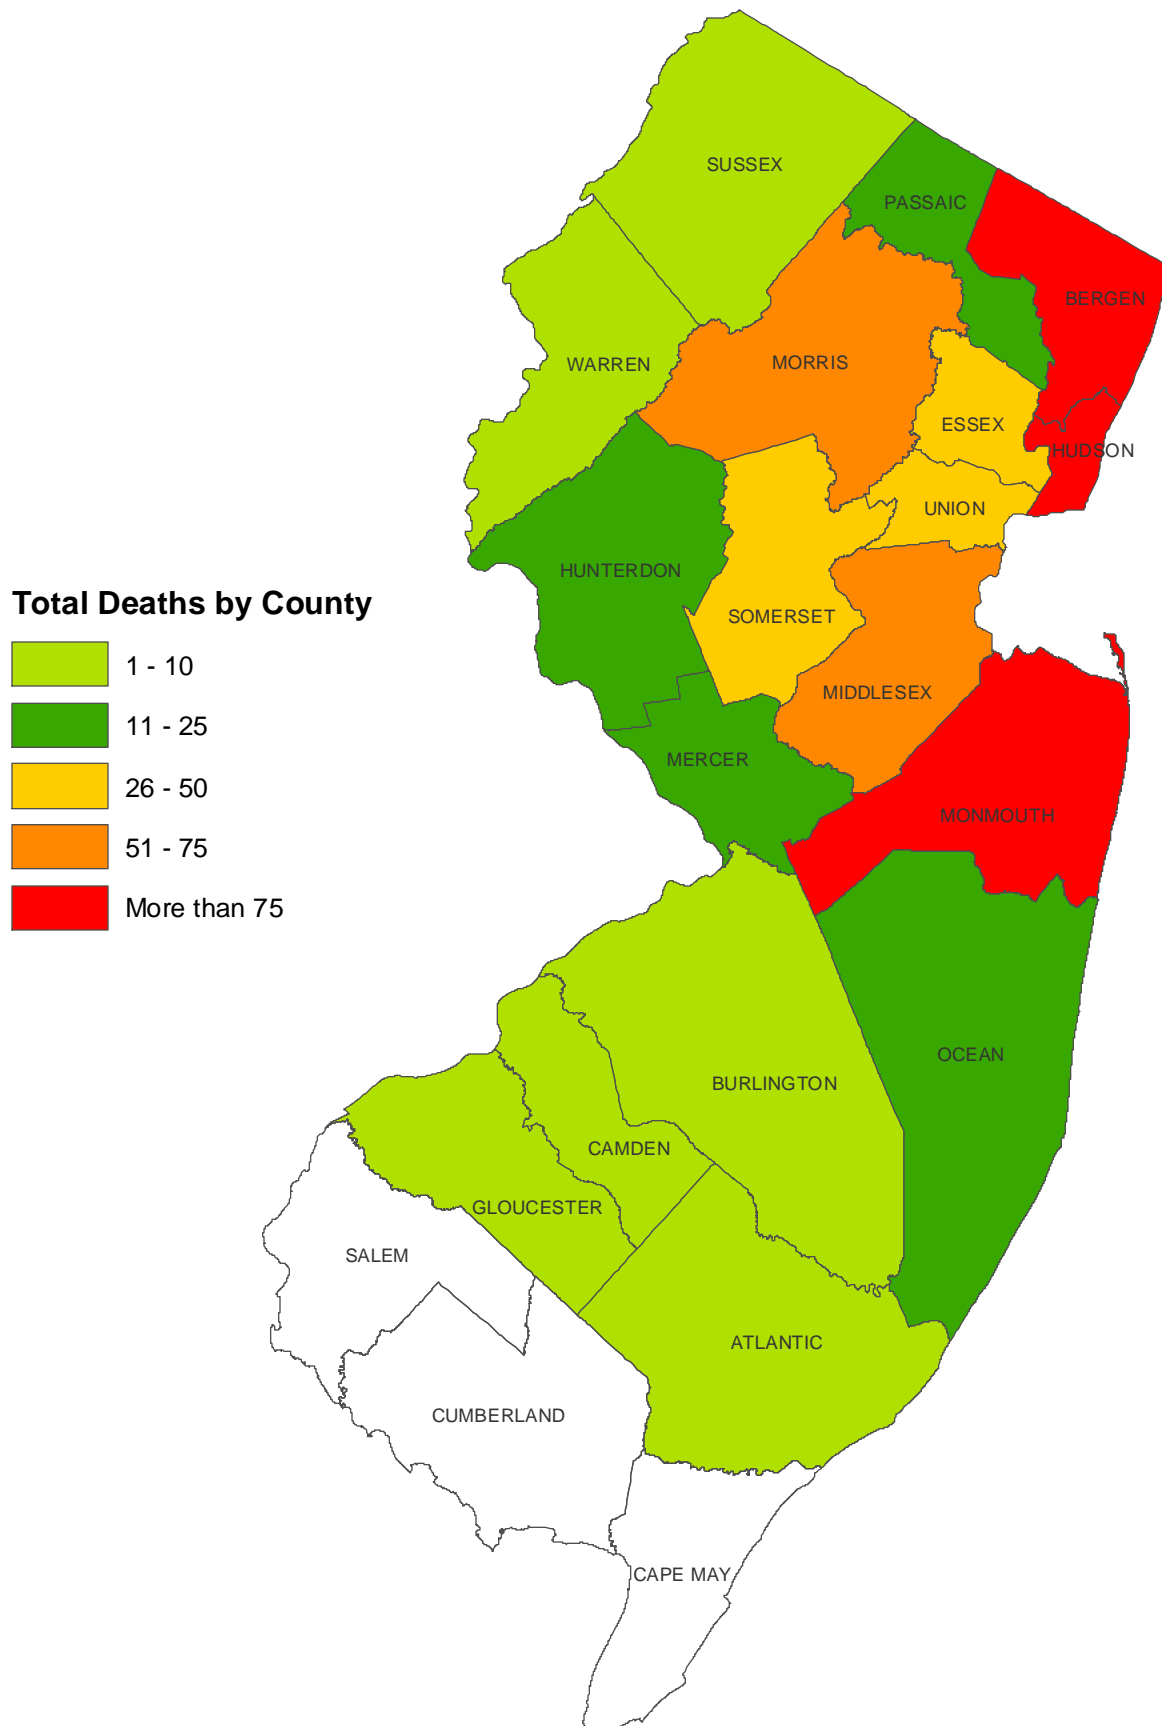 SUSSEX
PASSAIC
BERGEN
WARREN
MORRIS
ESSEX
HUDSON
UNION
HUNTERDON
Total Deaths by County
SOMERSET
1 - 10
MIDDLESEX
11 - 25
MERCER
26 - 50
MONMOUTH
51 - 75
More than 75
OCEAN
BURLINGTON
CAMDEN
GLOUCESTER
SALEM
ATLANTIC
CUMBERLAND
CAPE MAY